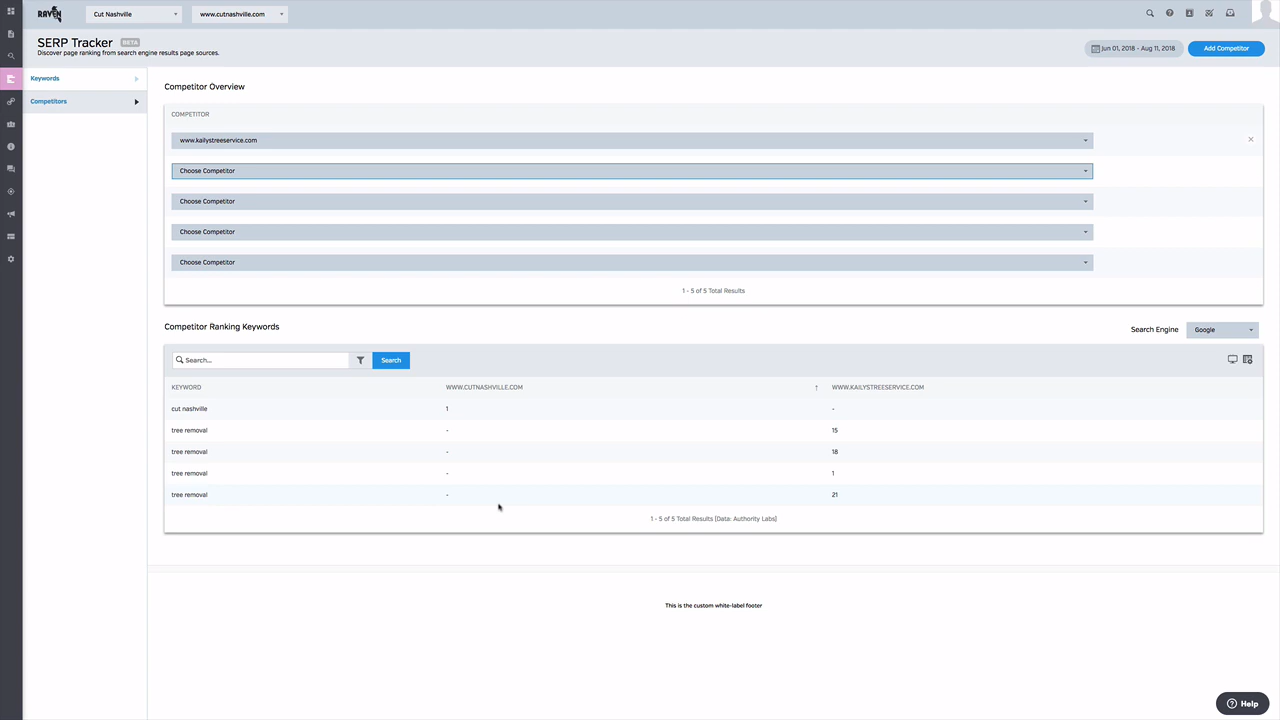 RAVEN
Cut Nashville
www.cutnashville.com
SERP Tracker BETA
Discover page ranking from search engine results page sources.
Jun 01, 2018 - Aug 11, 2018
Add Competitor
Keywords
Competitors
Competitor Overview
COMPETITOR
www.kailystreeservice.com
Choose Competitor
Choose Competitor
Choose Competitor
Choose Competitor
1 - 5 of 5 Total Results
Competitor Ranking Keywords
Search Engine Google
Search... Search
KEYWORD WWW.CUTNASHVILLE.COM ↑ WWW.KAILYSTREESERVICE.COM
cut nashville 1 -
tree removal - 15
tree removal - 18
tree removal - 1
tree removal - 21
1 - 5 of 5 Total Results [Data: Authority Labs]
This is the custom white-label footer
Help